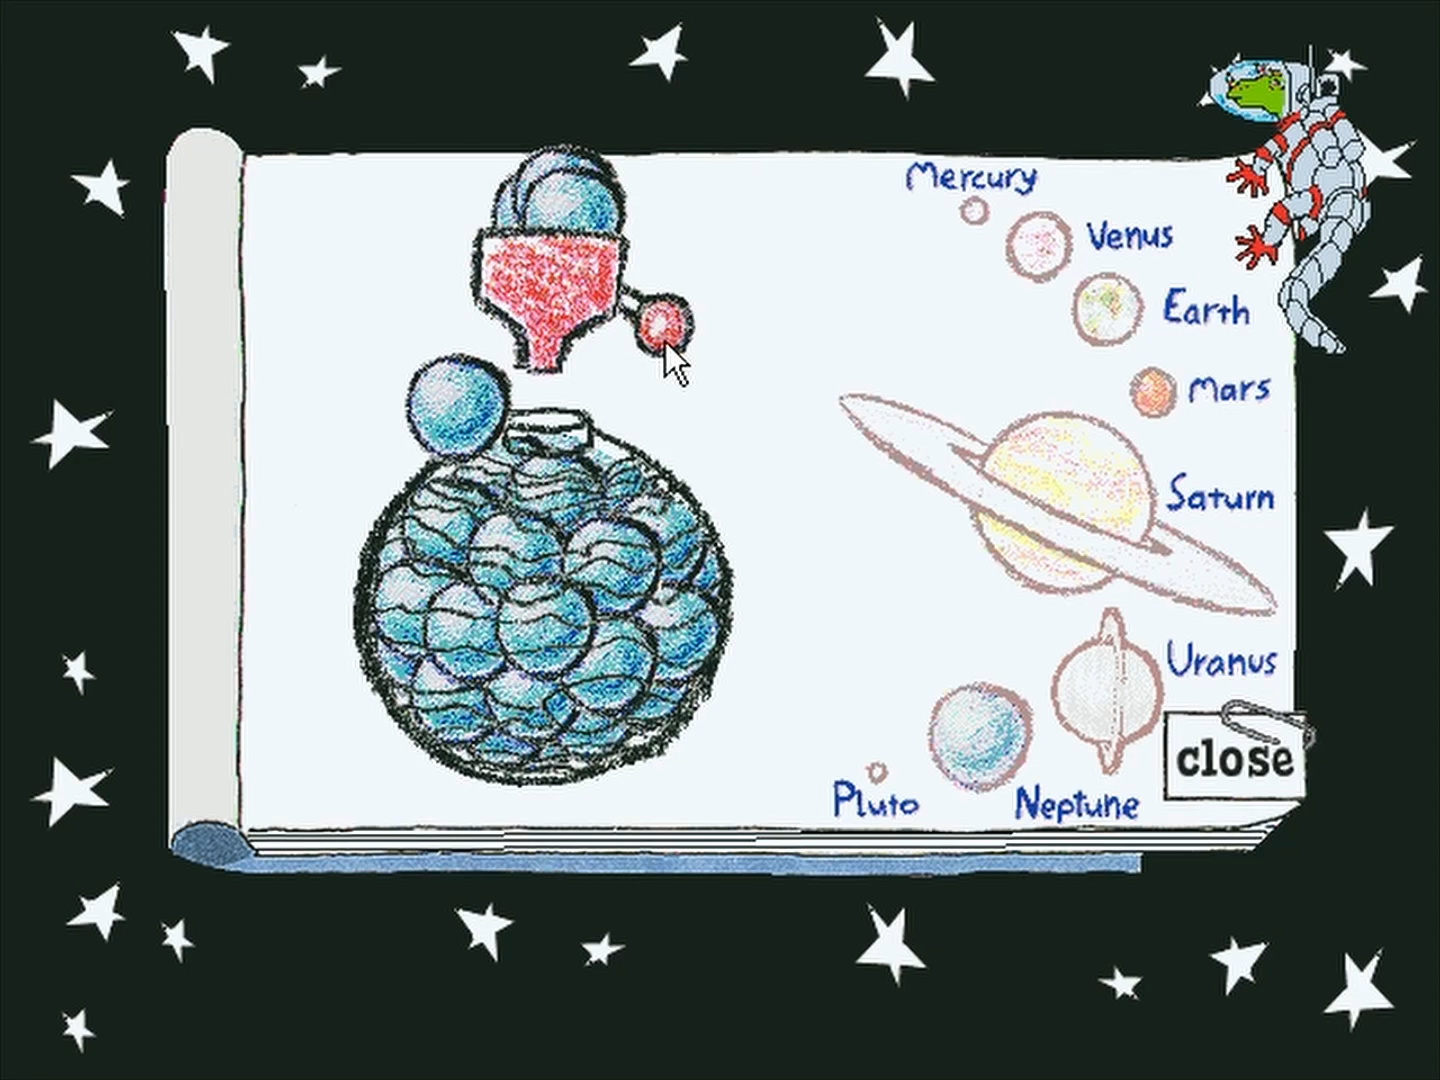 Mercury
Venus
Earth
Mars
Saturn
Uranus
close
Pluto
Neptune